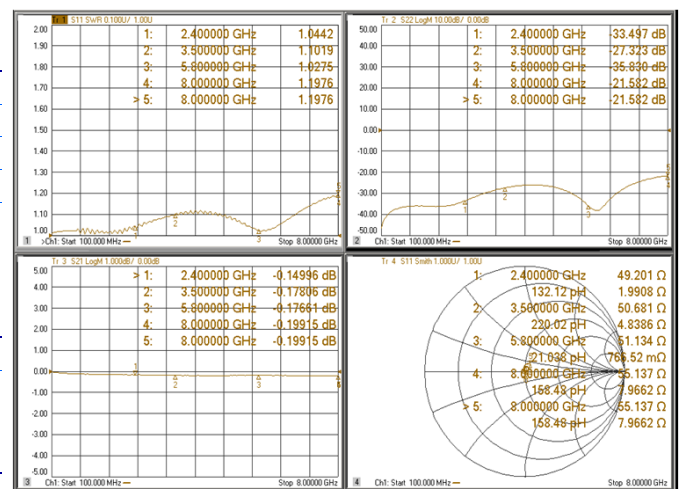 Tr 1 S11 SWR 0.100U/ 1.00U
2.00
1.90
1.80
1.70
1.60
1.50
1.40
1.30
1.20
1.10
1.00
1: 2.400000 GHz 1.0442
2: 3.500000 GHz 1.1019
3: 5.800000 GHz 1.0275
4: 8.000000 GHz 1.1976
> 5: 8.000000 GHz 1.1976
1
2
3
1 >Ch1: Start 100.000 MHz Stop 8.00000 GHz
Tr 2 S22 LogM 10.00dB/ 0.00dB
50.00
40.00
30.00
20.00
10.00
0.00
-10.00
-20.00
-30.00
-40.00
-50.00
1: 2.400000 GHz -33.497 dB
2: 3.500000 GHz -27.323 dB
3: 5.800000 GHz -35.830 dB
4: 8.000000 GHz -21.582 dB
> 5: 8.000000 GHz -21.582 dB
1
2
3
2 Ch1: Start 100.000 MHz Stop 8.00000 GHz
Tr 3 S21 LogM 1.000dB/ 0.00dB
5.00
4.00
3.00
2.00
1.00
0.00
-1.00
-2.00
-3.00
-4.00
-5.00
> 1: 2.400000 GHz -0.14996 dB
2: 3.500000 GHz -0.17806 dB
3: 5.800000 GHz -0.17661 dB
4: 8.000000 GHz -0.19915 dB
5: 8.000000 GHz -0.19915 dB
1
2
3
3 Ch1: Start 100.000 MHz Stop 8.00000 GHz
Tr 4 S11 Smith 1.000U/ 1.00U
1: 2.400000 GHz 49.201 Ω
132.12 pH 1.9908 Ω
2: 3.500000 GHz 50.681 Ω
220.02 pH 4.8386 Ω
3: 5.800000 GHz 51.134 Ω
21.038 pH 766.52 mΩ
4: 8.000000 GHz 55.137 Ω
158.48 pH 7.9662 Ω
> 5: 8.000000 GHz 55.137 Ω
158.48 pH 7.9662 Ω
4 Ch1: Start 100.000 MHz Stop 8.00000 GHz